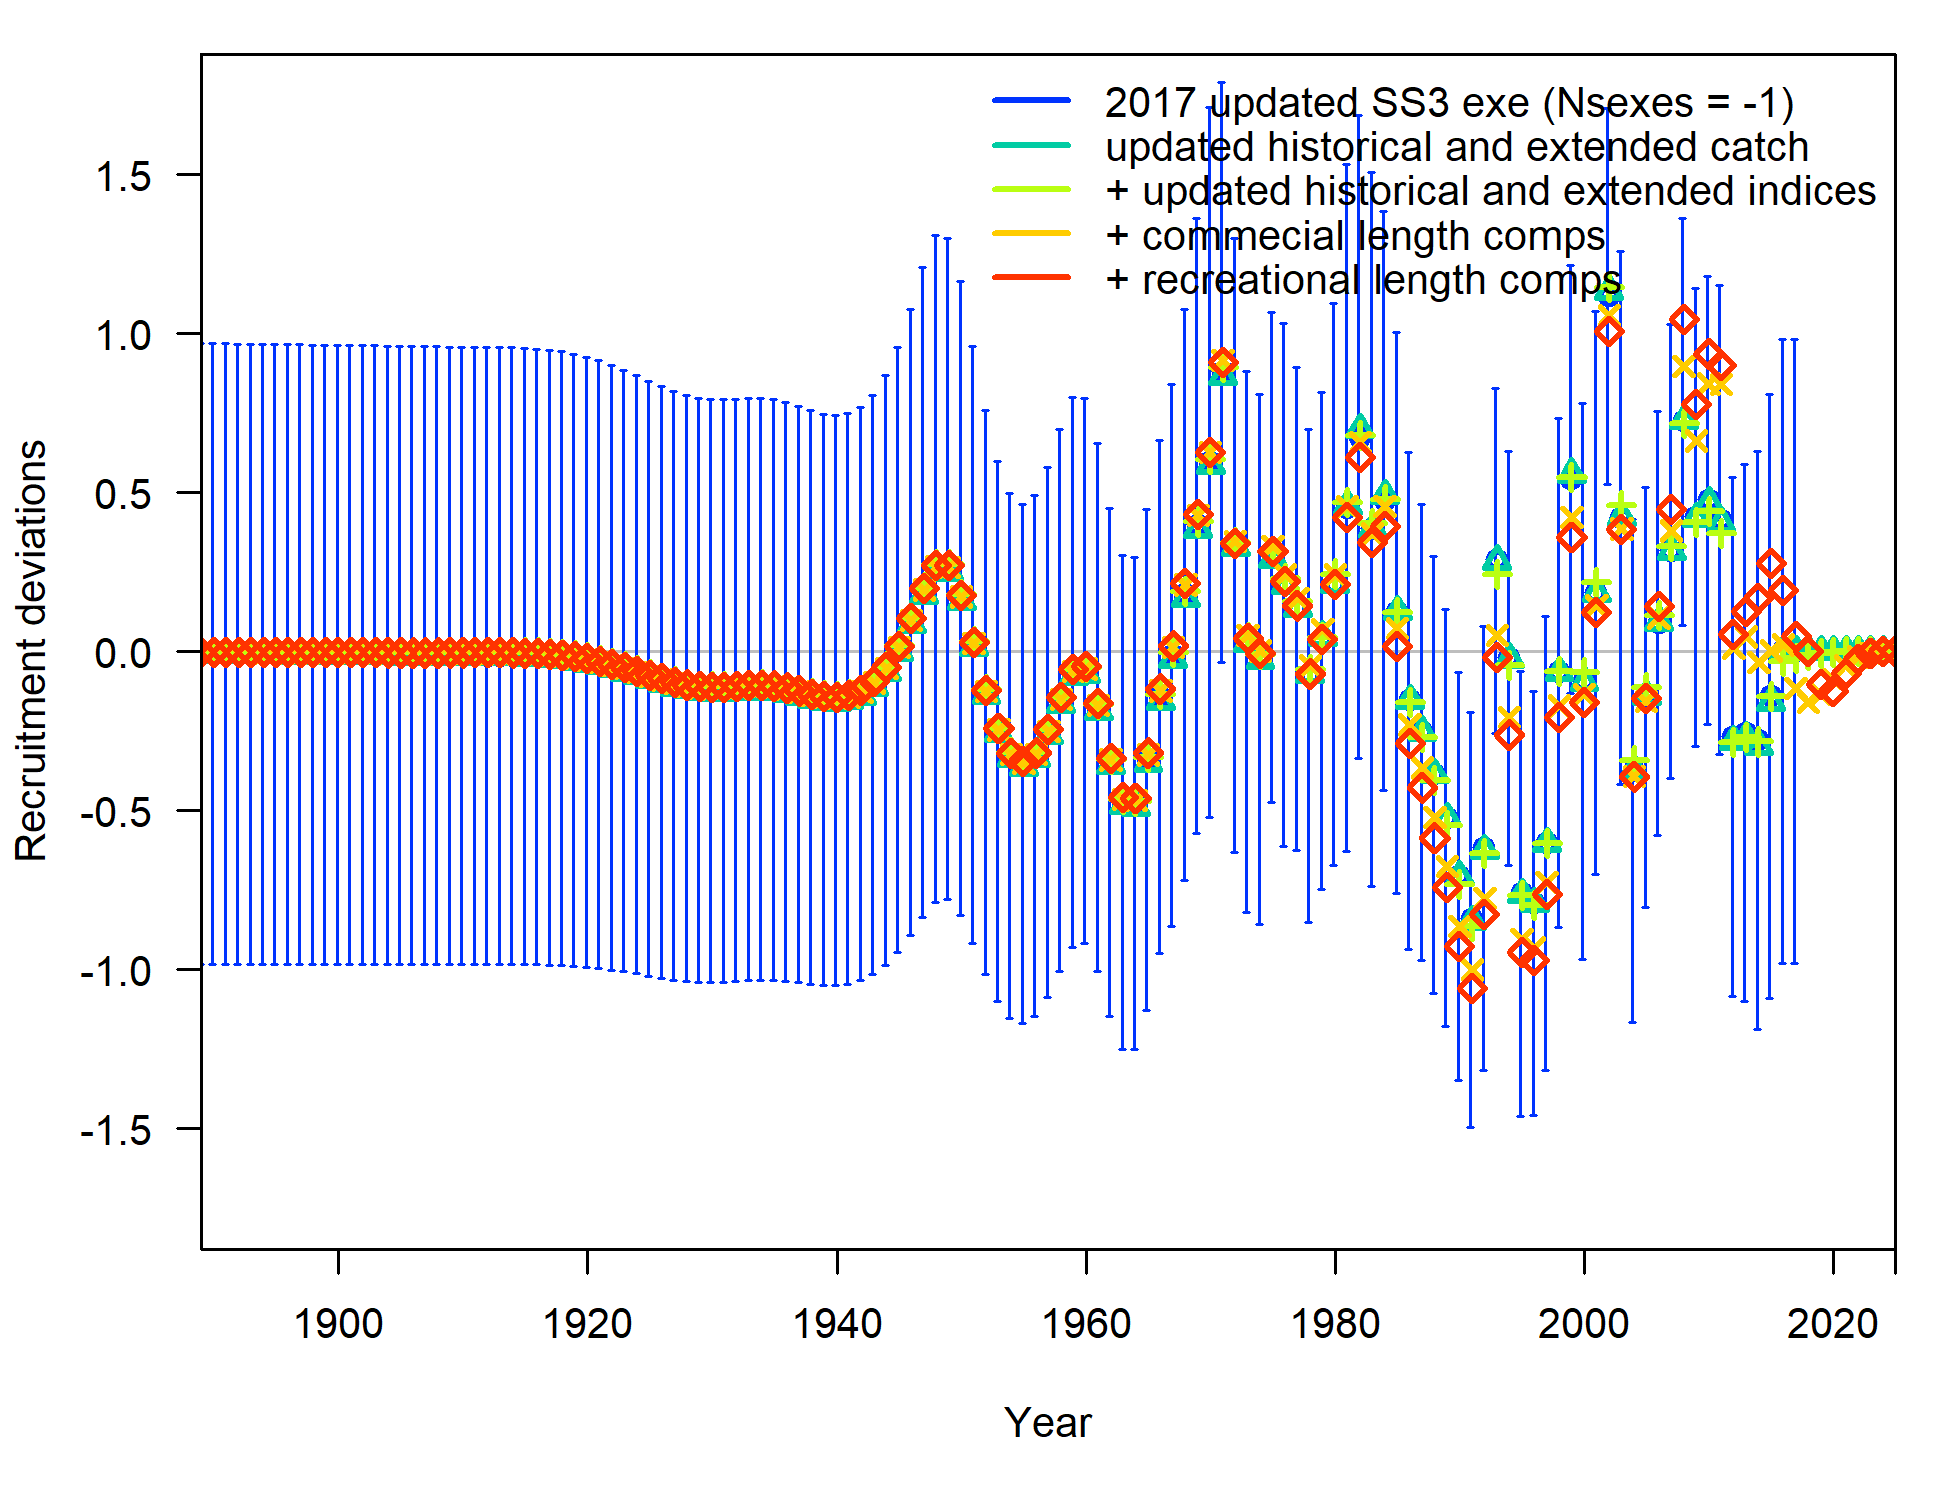 2017 updated SS3 exe (Nsexes = -1)
updated historical and extended catch
+ updated historical and extended indices
+ commecial length comps
+ recreational length comps
Recruitment deviations
1.5
1.0
0.5
0.0
-0.5
-1.0
-1.5
1900 1920 1940 1960 1980 2000 2020
Year